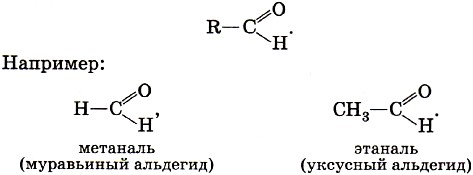 O
R—C
H.
Например:
O O
H—C CH₃—C
H, H.
метаналь этаналь
(муравьиный альдегид) (уксусный альдегид)